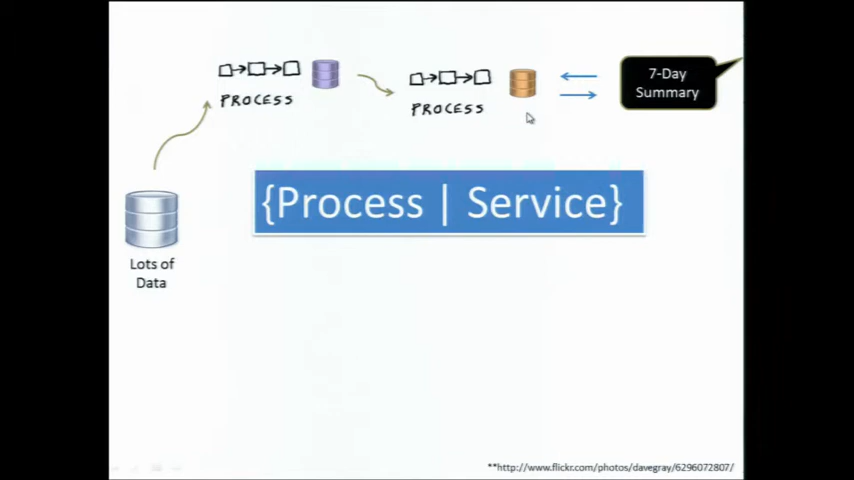 PROCESS
PROCESS
7-Day
Summary
{Process | Service}
Lots of
Data
**http://www.flickr.com/photos/davegray/6296072807/